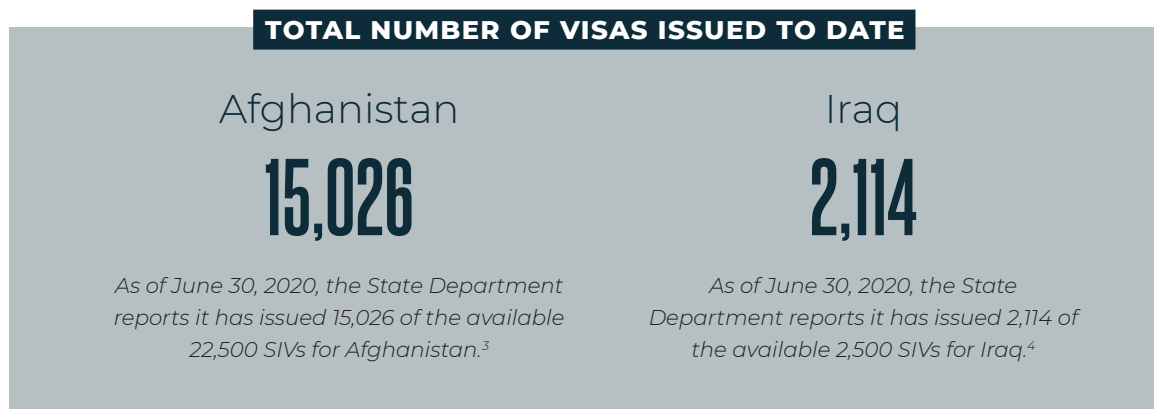 TOTAL NUMBER OF VISAS ISSUED TO DATE
Afghanistan
15,026
As of June 30, 2020, the State Department
reports it has issued 15,026 of the available
22,500 SIVs for Afghanistan.³
Iraq
2,114
As of June 30, 2020, the State
Department reports it has issued 2,114 of
the available 2,500 SIVs for Iraq.⁴